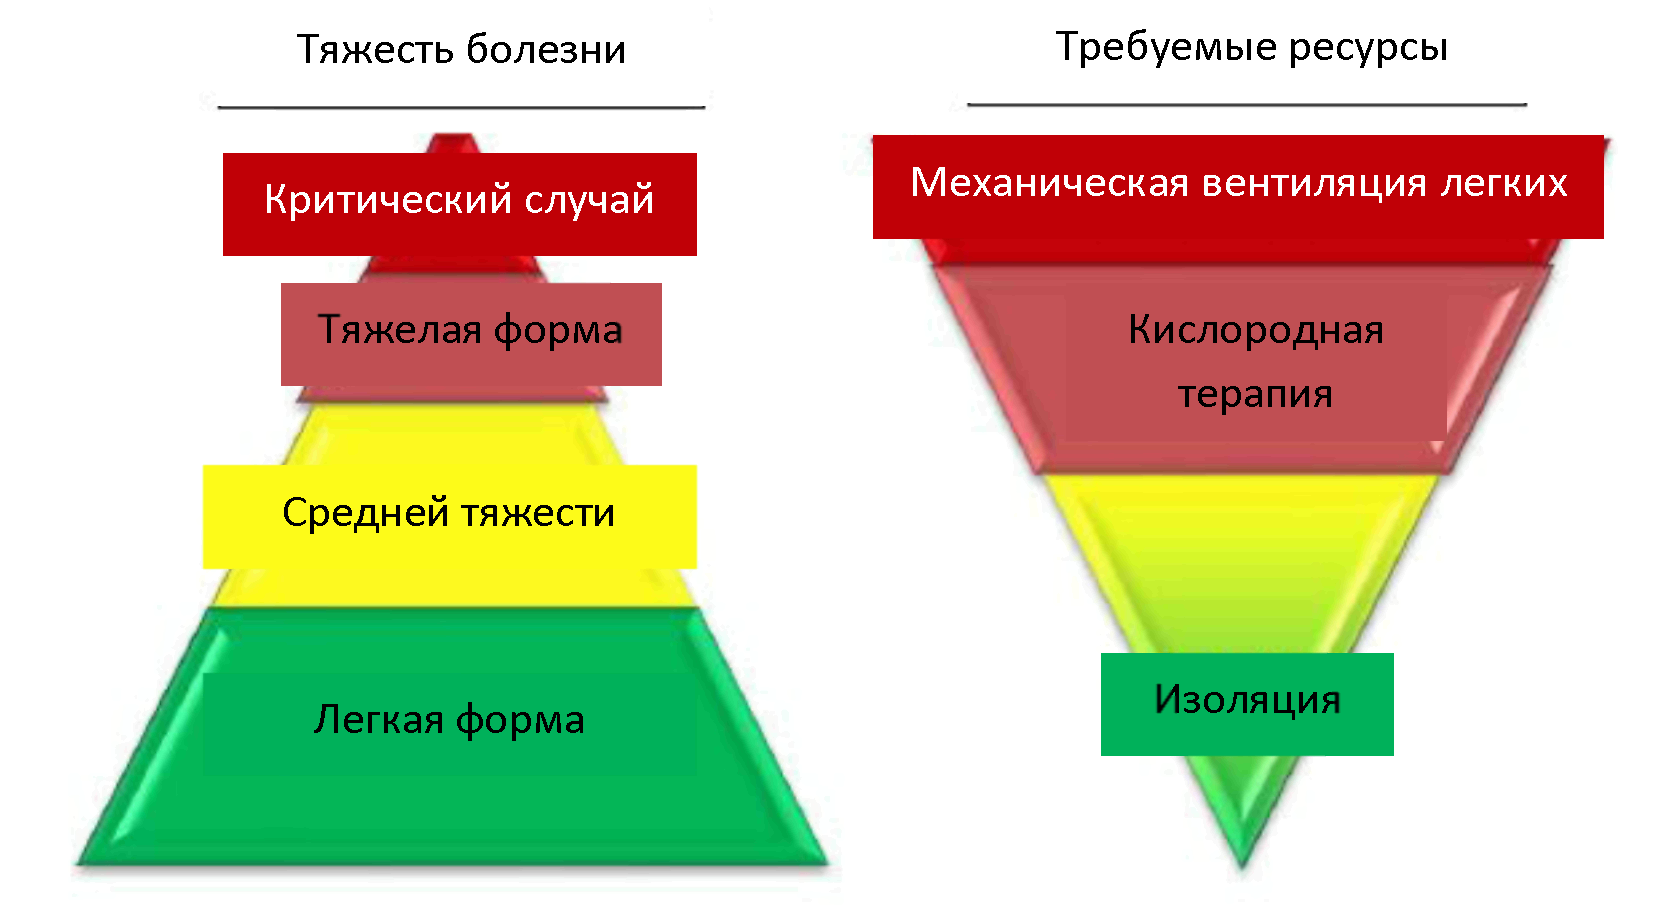 Тяжесть болезни
Критический случай
Тяжелая форма
Средней тяжести
Легкая форма
Требуемые ресурсы
Механическая вентиляция легких
Кислородная
терапия
Изоляция